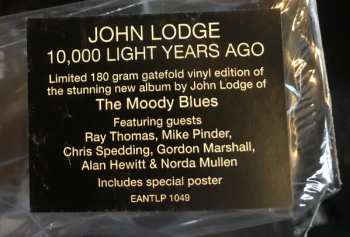 JOHN LODGE
10,000 LIGHT YEARS AGO
Limited 180 gram gatefold vinyl edition of
the stunning new album by John Lodge of
The Moody Blues
Featuring guests
Ray Thomas, Mike Pinder,
Chris Spedding, Gordon Marshall,
Alan Hewitt & Norda Mullen
Includes special poster
EANTLP 1049